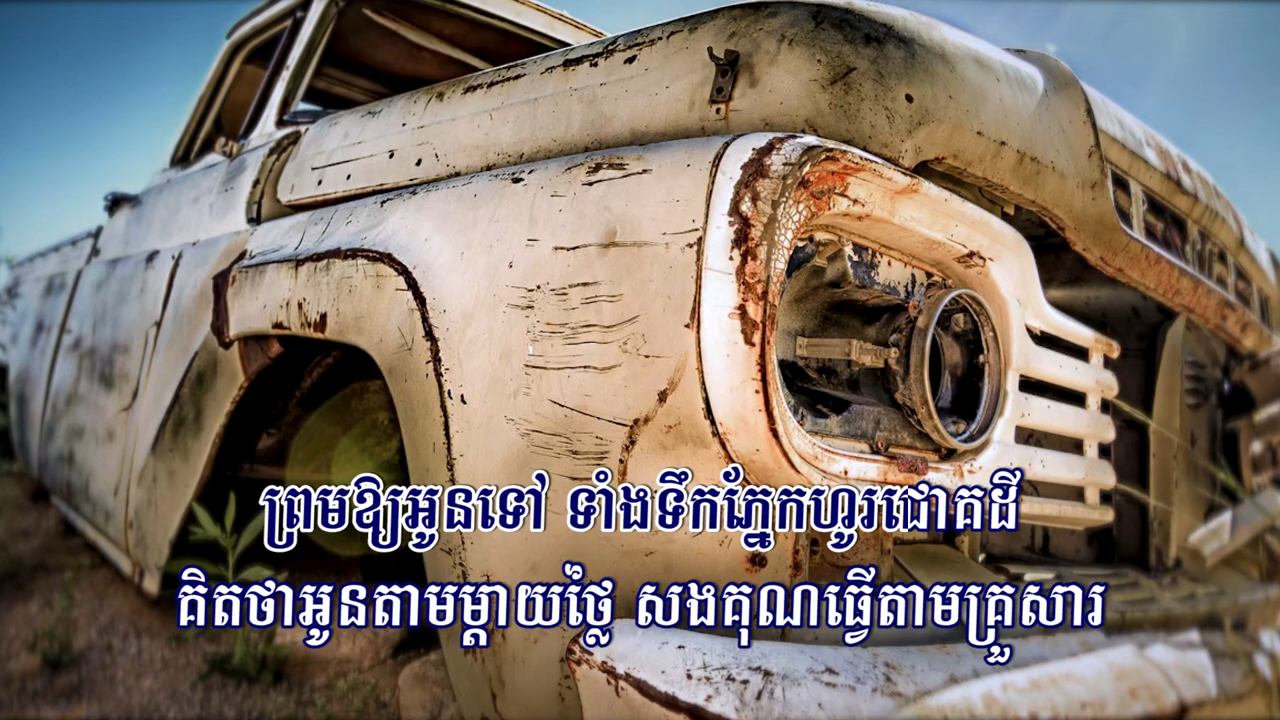 ព្រមឱ្យអូនទៅ ទាំងទឹកភ្នែកហូរជោគដី
គិតថាអូនតាមម្ដាយថ្លៃ សងគុណធ្វើតាមគ្រួសារ